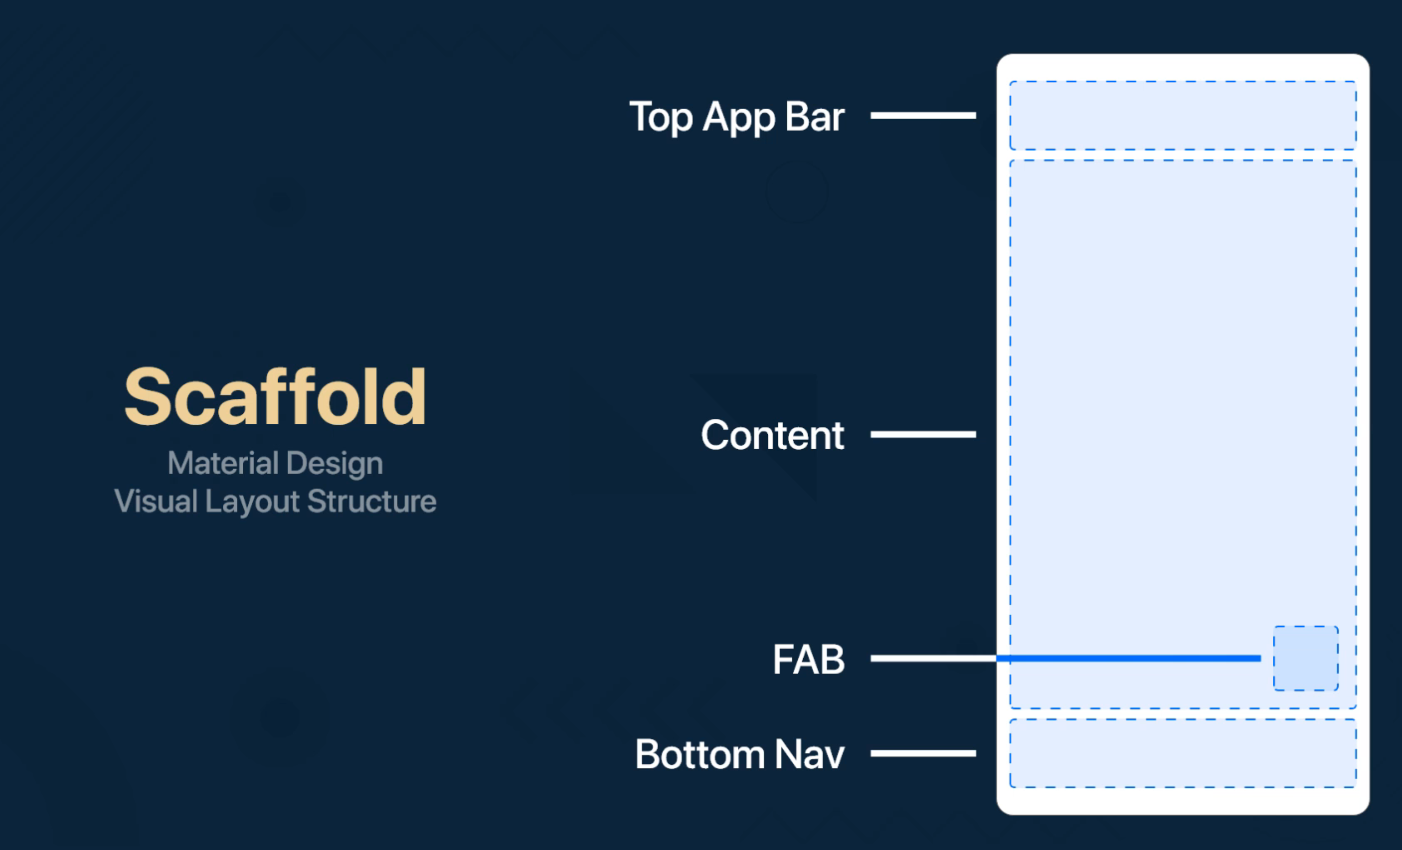 Scaffold
Material Design
Visual Layout Structure
Top App Bar
Content
FAB
Bottom Nav